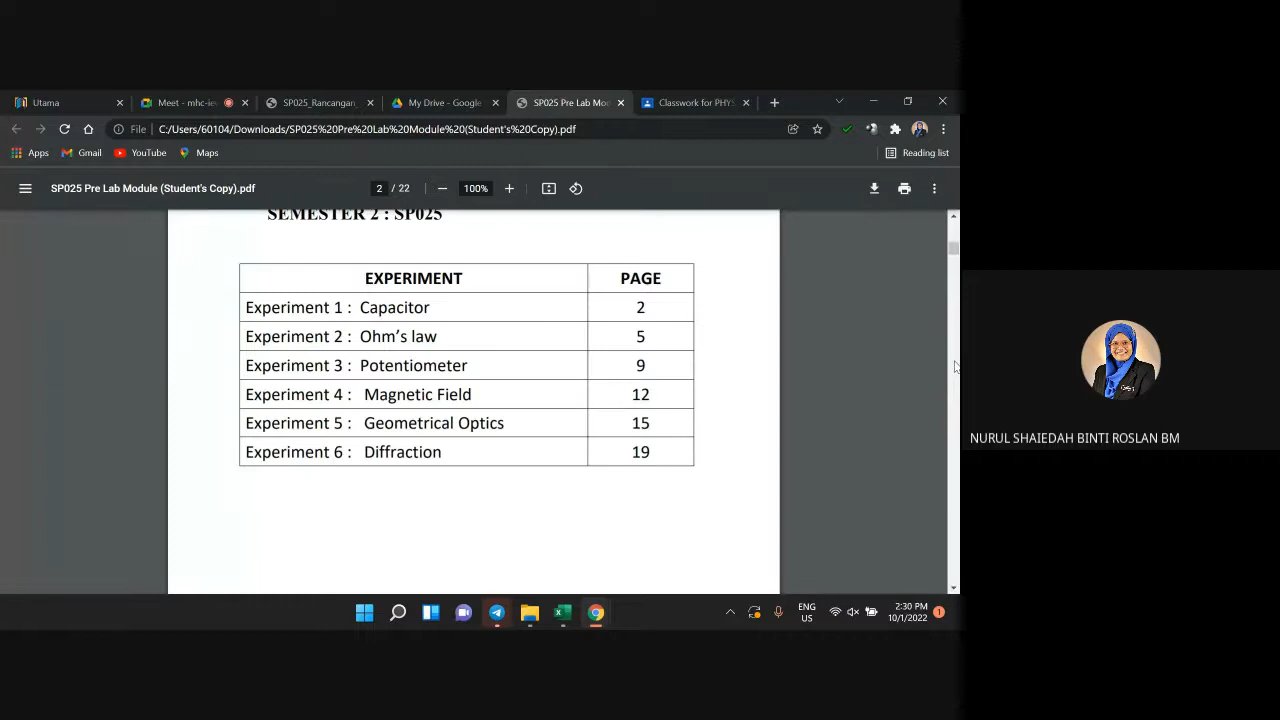 Utama
Meet - mhc-iev
SP025_Rancangan_
My Drive - Google
SP025 Pre Lab Mo
Classwork for PHYS
File
C:/Users/60104/Downloads/SP025%20Pre%20Lab%20Module%20(Student's%20Copy).pdf
Apps
Gmail
YouTube
Maps
Reading list
SP025 Pre Lab Module (Student's Copy).pdf
2 / 22
100%
SEMESTER 2 : SP025
EXPERIMENT PAGE
Experiment 1 : Capacitor 2
Experiment 2 : Ohm’s law 5
Experiment 3 : Potentiometer 9
Experiment 4 : Magnetic Field 12
Experiment 5 : Geometrical Optics 15
Experiment 6 : Diffraction 19
NURUL SHAIEDAH BINTI ROSLAN BM
ENG
US
2:30 PM
10/1/2022
1